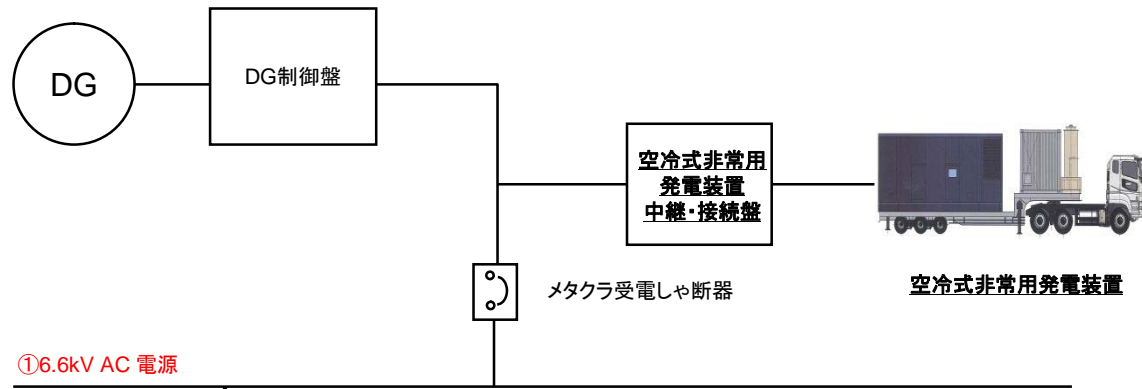 DG
DG制御盤
空冷式非常用
発電装置
中継・接続盤
空冷式非常用発電装置
メタクラ受電しゃ断器
①6.6kV AC 電源